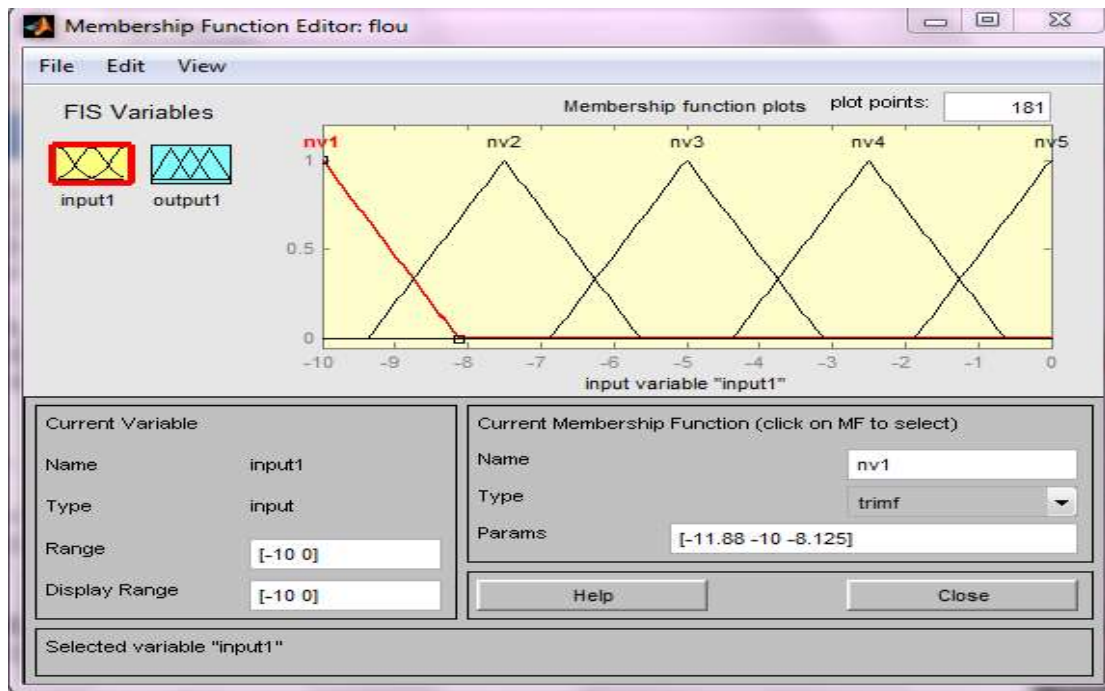 Membership Function Editor: flou
File Edit View
FIS Variables
Membership function plots plot points: 181
nv1 nv2 nv3 nv4 nv5
1
0.5
0
-10 -9 -8 -7 -6 -5 -4 -3 -2 -1 0
input variable "input1"
input1 output1
Current Variable
Name input1
Type input
Range [-10 0]
Display Range [-10 0]
Current Membership Function (click on MF to select)
Name nv1
Type trimf
Params [-11.88 -10 -8.125]
Help Close
Selected variable "input1"